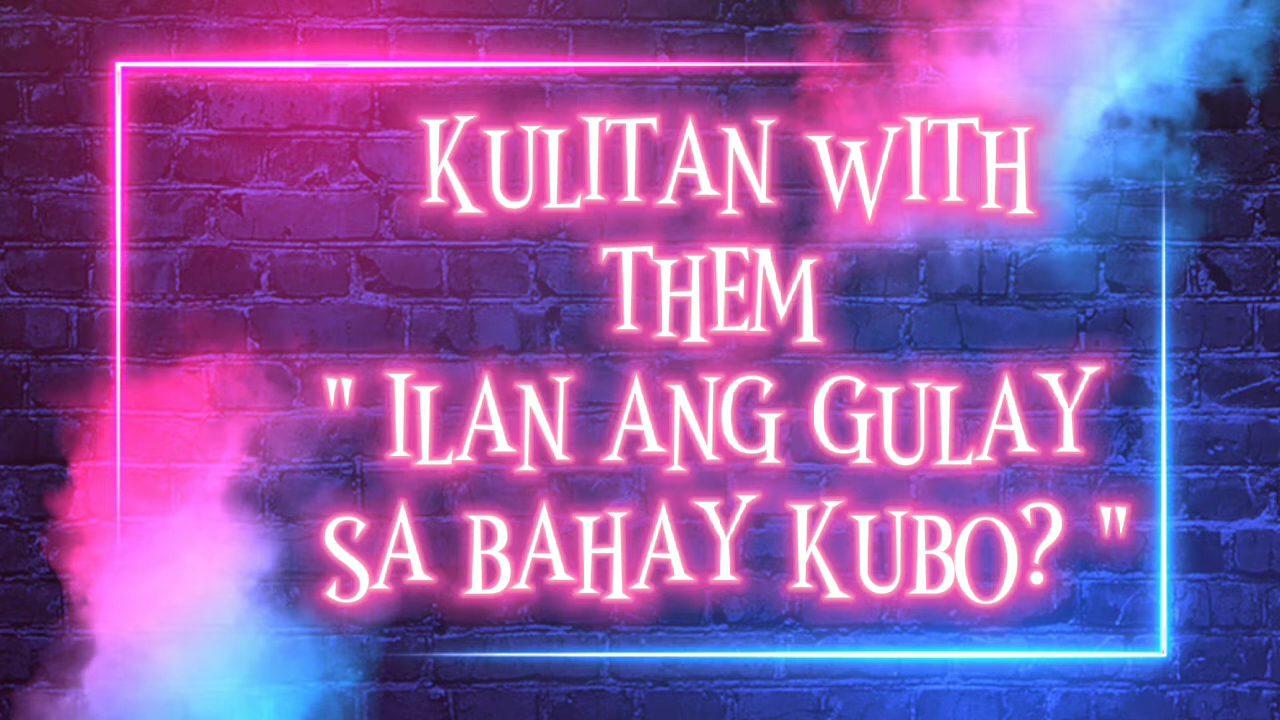 KULITAN WITH
THEM
" ILAN ANG GULAY
SA BAHAY KUBO? "